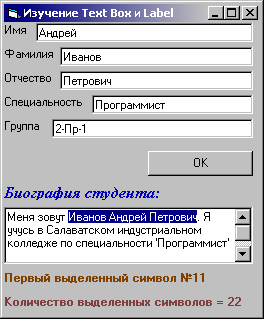 Изучение Text Box и Label
Имя Андрей
Фамилия Иванов
Отчество Петрович
Специальность Программист
Группа 2-Пр-1
OK
Биография студента:
Меня зовут Иванов Андрей Петрович. Я
учусь в Салаватском индустриальном
колледже по специальности 'Программист'
Первый выделенный символ №11
Количество выделенных символов = 22